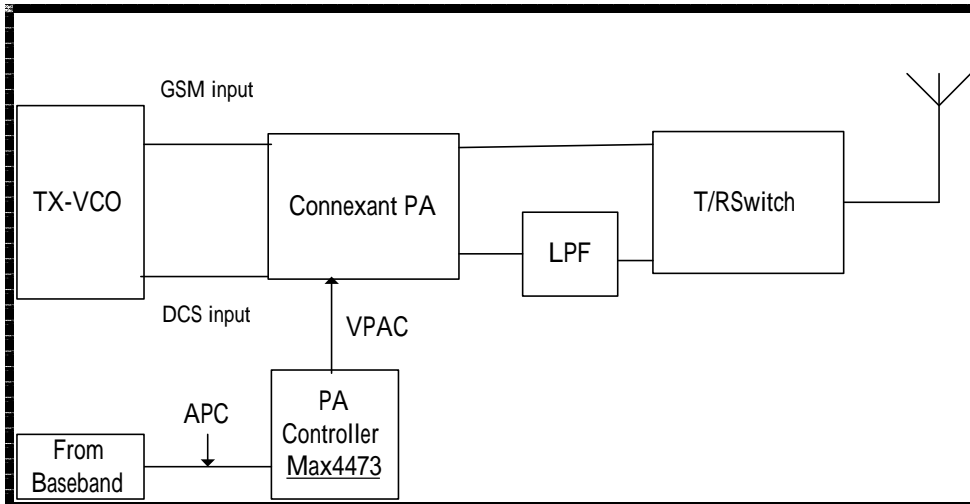 GSM input
TX-VCO
Connexant PA
T/RSwitch
LPF
DCS input
VPAC
APC
PA
Controller
Max4473
From
Baseband